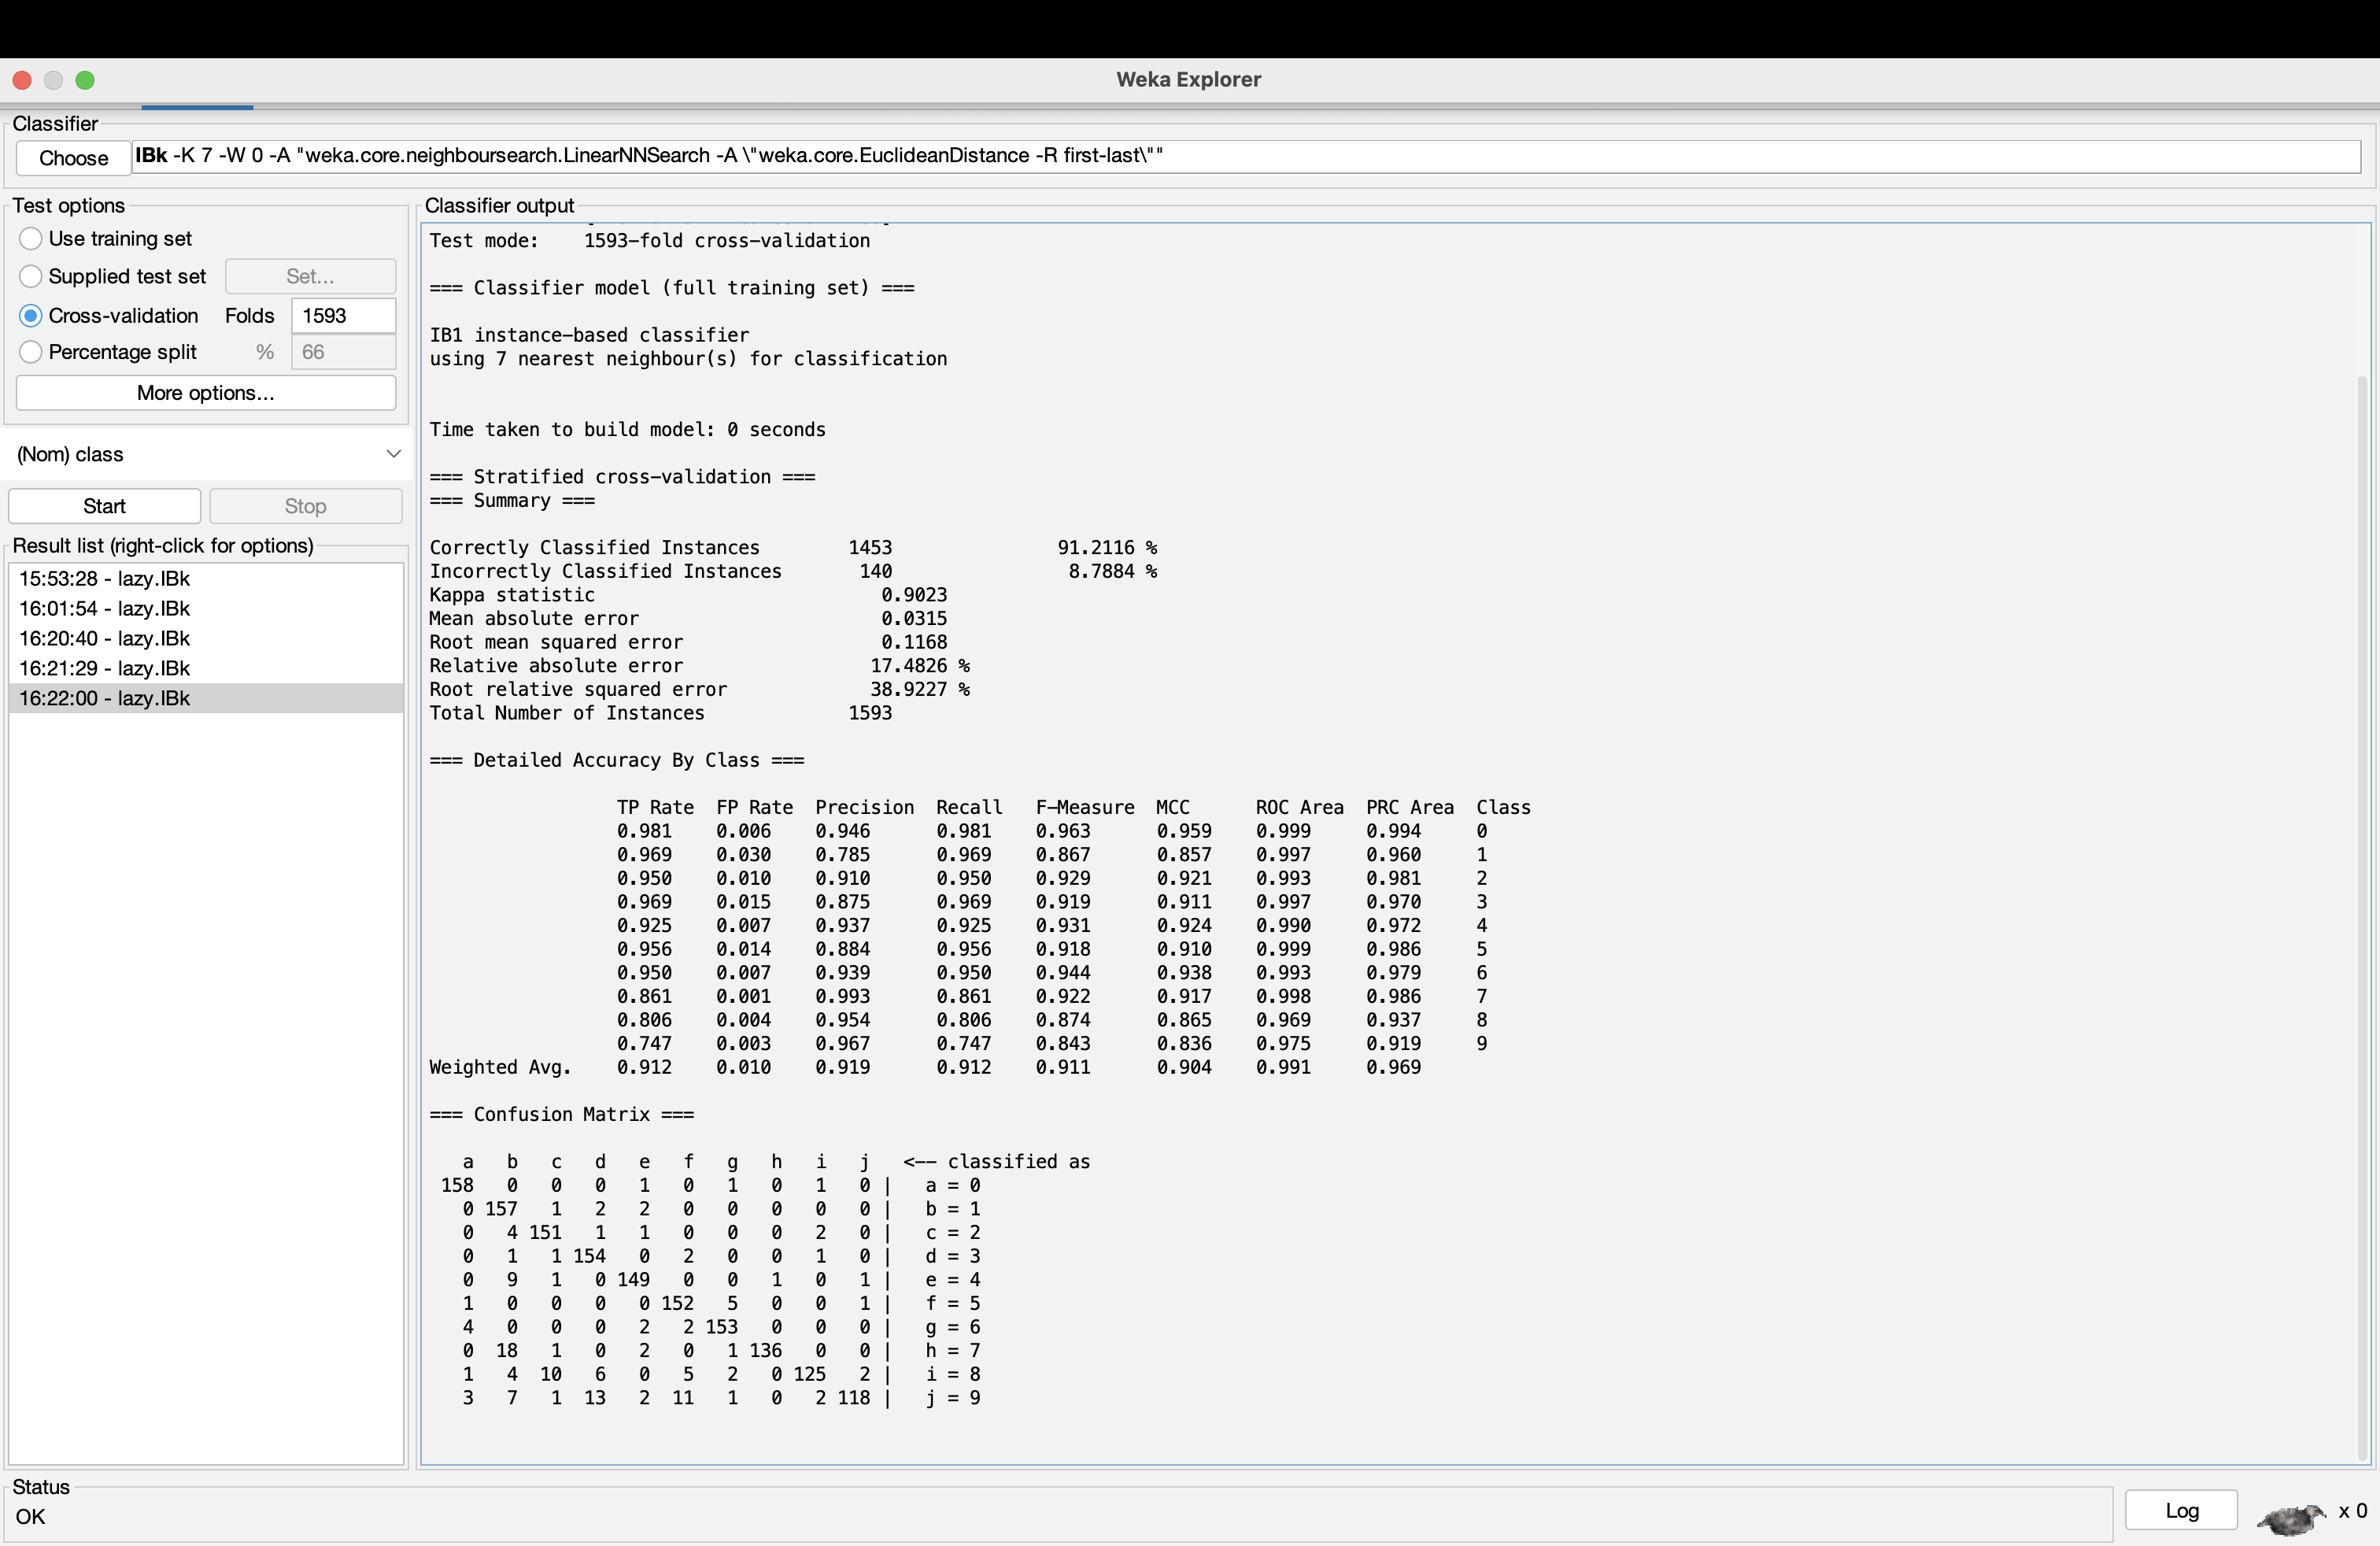 Weka Explorer
Classifier
Choose IBk -K 7 -W 0 -A "weka.core.neighboursearch.LinearNNSearch -A \"weka.core.EuclideanDistance -R first-last\""
Test options
Use training set
Supplied test set Set...
Cross-validation Folds 1593
Percentage split % 66
More options...
(Nom) class
Start Stop
Result list (right-click for options)
15:53:28 - lazy.IBk
16:01:54 - lazy.IBk
16:20:40 - lazy.IBk
16:21:29 - lazy.IBk
16:22:00 - lazy.IBk
Classifier output
Test mode: 1593-fold cross-validation
=== Classifier model (full training set) ===
IB1 instance-based classifier
using 7 nearest neighbour(s) for classification
Time taken to build model: 0 seconds
=== Stratified cross-validation ===
=== Summary ===
Correctly Classified Instances 1453 91.2116 %
Incorrectly Classified Instances 140 8.7884 %
Kappa statistic 0.9023
Mean absolute error 0.0315
Root mean squared error 0.1168
Relative absolute error 17.4826 %
Root relative squared error 38.9227 %
Total Number of Instances 1593
=== Detailed Accuracy By Class ===
TP Rate FP Rate Precision Recall F-Measure MCC ROC Area PRC Area Class
0.981 0.006 0.946 0.981 0.963 0.959 0.999 0.994 0
0.969 0.030 0.785 0.969 0.867 0.857 0.997 0.960 1
0.950 0.010 0.910 0.950 0.929 0.921 0.993 0.981 2
0.969 0.015 0.875 0.969 0.919 0.911 0.997 0.970 3
0.925 0.007 0.937 0.925 0.931 0.924 0.990 0.972 4
0.956 0.014 0.884 0.956 0.918 0.910 0.999 0.986 5
0.950 0.007 0.939 0.950 0.944 0.938 0.993 0.979 6
0.861 0.001 0.993 0.861 0.922 0.917 0.998 0.986 7
0.806 0.004 0.954 0.806 0.874 0.865 0.969 0.937 8
0.747 0.003 0.967 0.747 0.843 0.836 0.975 0.919 9
Weighted Avg. 0.912 0.010 0.919 0.912 0.911 0.904 0.991 0.969
=== Confusion Matrix ===
a b c d e f g h i j <-- classified as
158 0 0 0 1 0 1 0 1 0 | a = 0
0 157 1 2 2 0 0 0 0 0 | b = 1
0 4 151 1 1 0 0 0 2 0 | c = 2
0 1 1 154 0 2 0 0 1 0 | d = 3
0 9 1 0 149 0 0 1 0 1 | e = 4
1 0 0 0 0 152 5 0 0 1 | f = 5
4 0 0 0 2 2 153 0 0 0 | g = 6
0 18 1 0 2 0 1 136 0 0 | h = 7
1 4 10 6 0 5 2 0 125 2 | i = 8
3 7 1 13 2 11 1 0 2 118 | j = 9
Status
OK
Log x 0